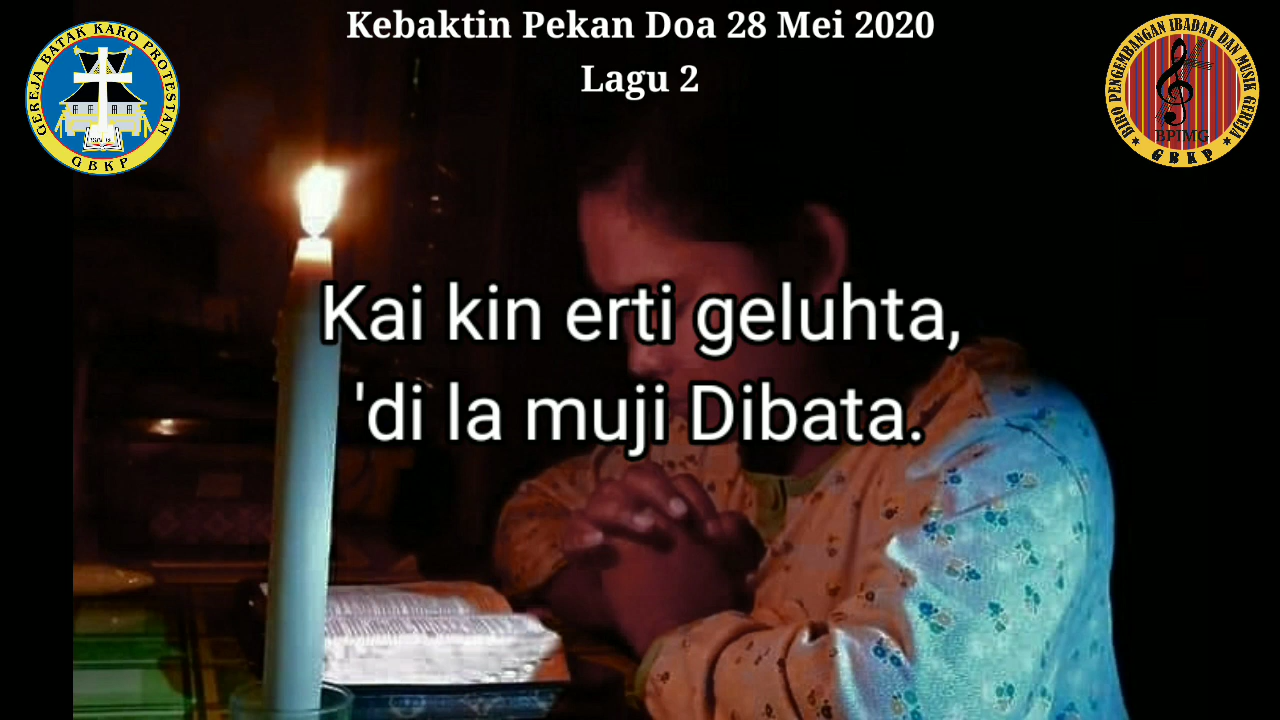 Kebaktin Pekan Doa 28 Mei 2020
Lagu 2
GEREJA BATAK KARO PROTESTAN
GBKP
BIRO PENGEMBANGAN IBADAH DAN MUSIK GEREJA
BPIMG
GBKP
Kai kin erti geluhta,
'di la muji Dibata.